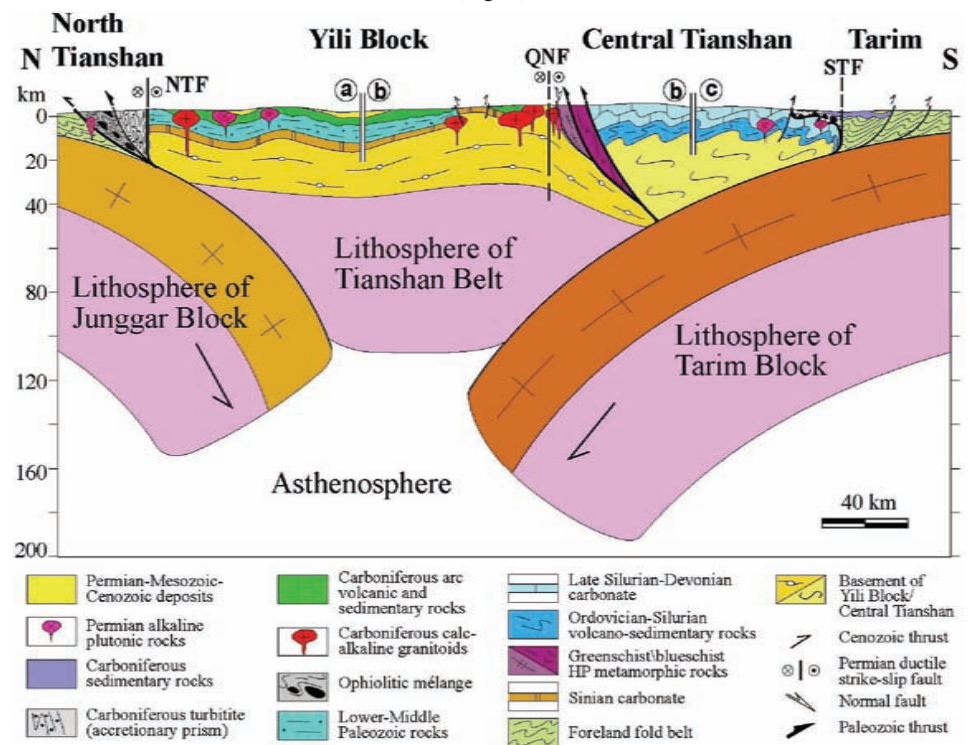 North
Tianshan
Yili Block
Central Tianshan
Tarim
N
NTF
QNF
STF
S
km
a b
b c
0
20
40
80
120
160
200
Lithosphere of
Tianshan Belt
Lithosphere of
Junggar Block
Lithosphere of
Tarim Block
Asthenosphere
40 km
Permian-Mesozoic-
Cenozoic deposits
Permian alkaline
plutonic rocks
Carboniferous
sedimentary rocks
Carboniferous turbitite
(accretionary prism)
Carboniferous arc
volcanic and
sedimentary rocks
Carboniferous calc-
alkaline granitoids
Ophiolitic mélange
Lower-Middle
Paleozoic rocks
Late Silurian-Devonian
carbonate
Ordovician-Silurian
volcano-sedimentary rocks
Greenschist\blueschist
HP metamorphic rocks
Sinian carbonate
Foreland fold belt
Basement of
Yili Block/
Central Tianshan
Cenozoic thrust
Permian ductile
strike-slip fault
Normal fault
Paleozoic thrust